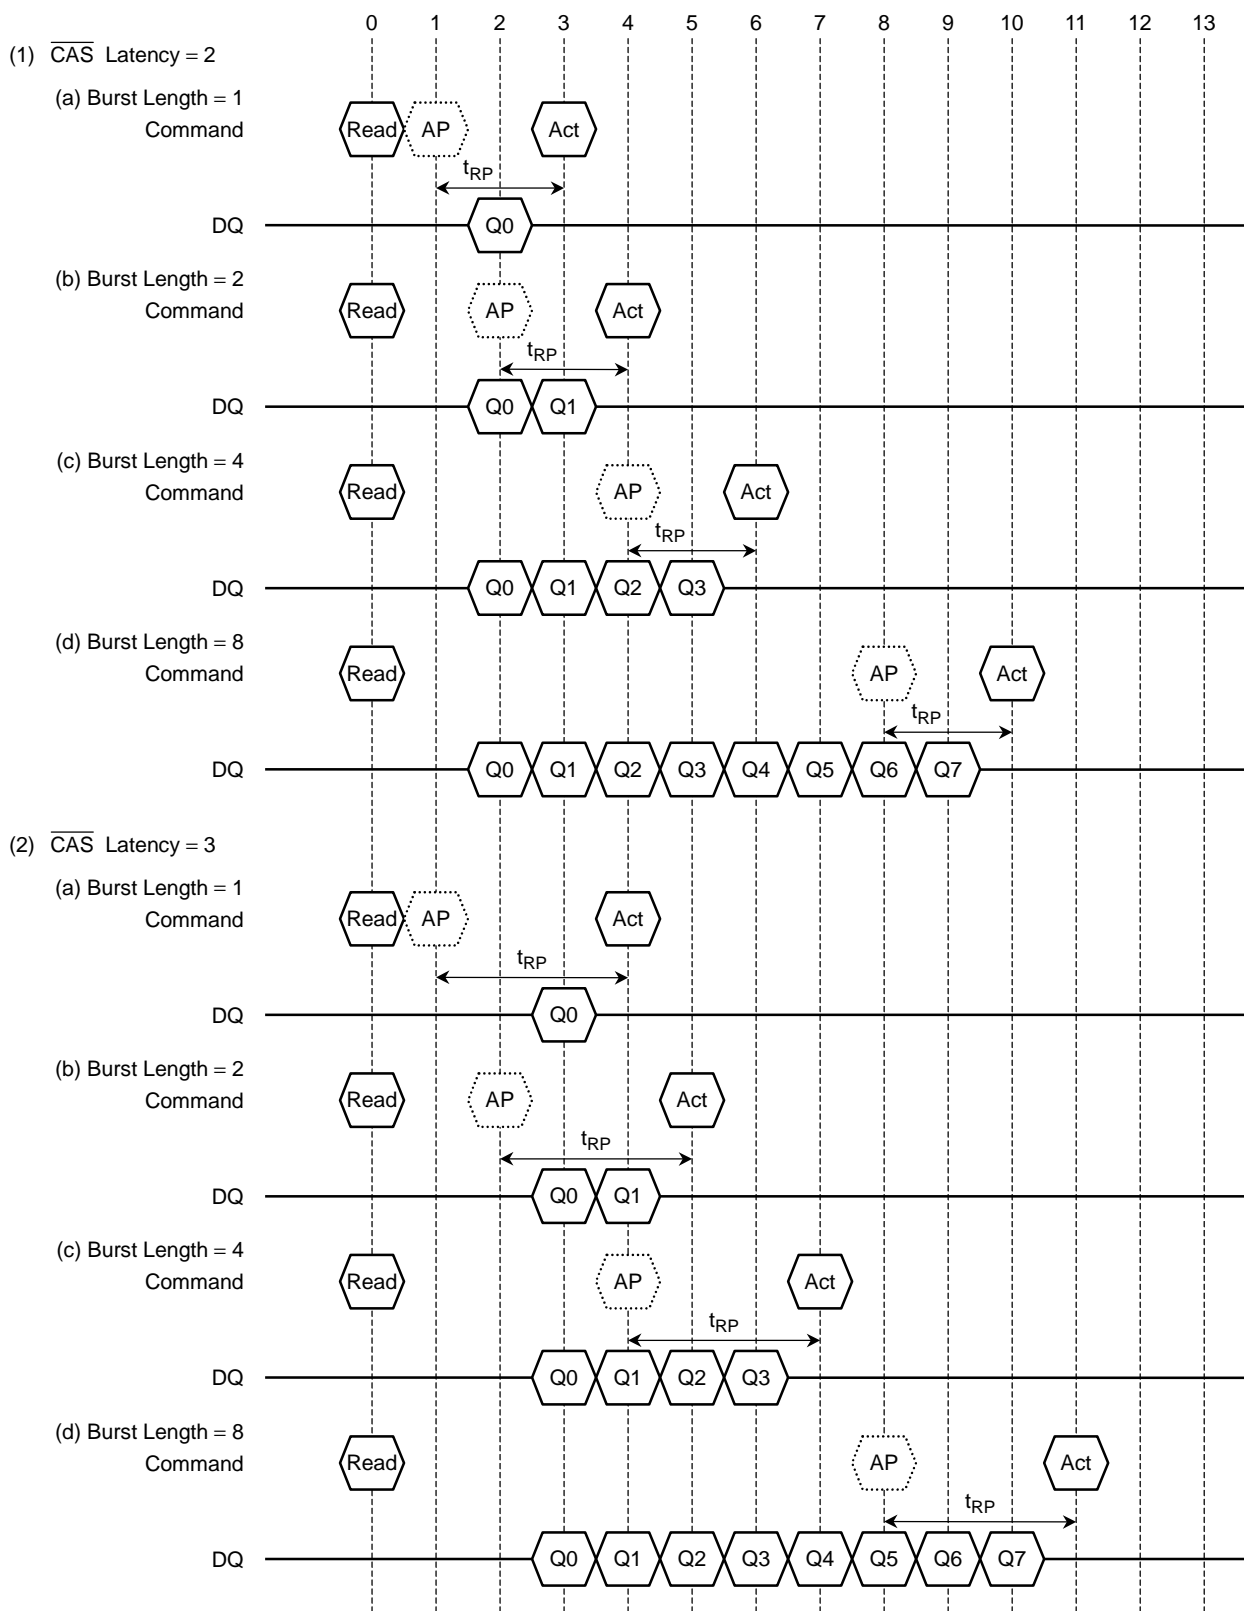 0 1 2 3 4 5 6 7 8 9 10 11 12 13
(1) CAS Latency = 2
(a) Burst Length = 1
Command Read AP Act
tRP
DQ Q0
(b) Burst Length = 2
Command Read AP Act
tRP
DQ Q0 Q1
(c) Burst Length = 4
Command Read AP Act
tRP
DQ Q0 Q1 Q2 Q3
(d) Burst Length = 8
Command Read AP Act
tRP
DQ Q0 Q1 Q2 Q3 Q4 Q5 Q6 Q7
(2) CAS Latency = 3
(a) Burst Length = 1
Command Read AP Act
tRP
DQ Q0
(b) Burst Length = 2
Command Read AP Act
tRP
DQ Q0 Q1
(c) Burst Length = 4
Command Read AP Act
tRP
DQ Q0 Q1 Q2 Q3
(d) Burst Length = 8
Command Read AP Act
tRP
DQ Q0 Q1 Q2 Q3 Q4 Q5 Q6 Q7